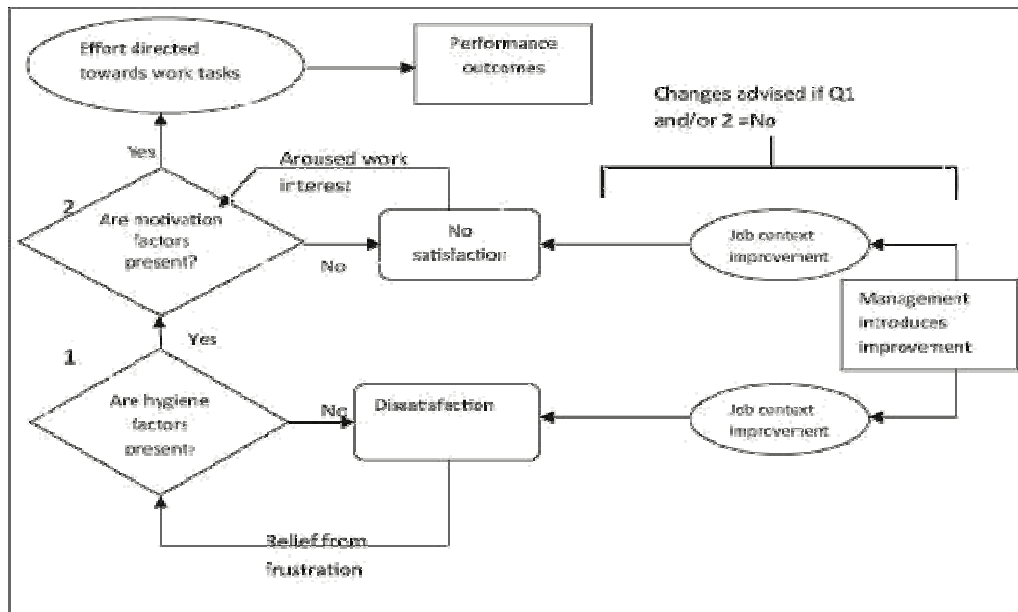 Effort directed
towards work tasks
Performance
outcomes
Changes advised if Q1
and/or 2 =No
Yes
Aroused work
interest
2
Are motivation
factors
present?
No
No
satisfaction
Job context
improvement
Management
introduces
improvement
Yes
1
Are hygiene
factors
present?
No
Dissatisfaction
Job context
improvement
Relief from
frustration